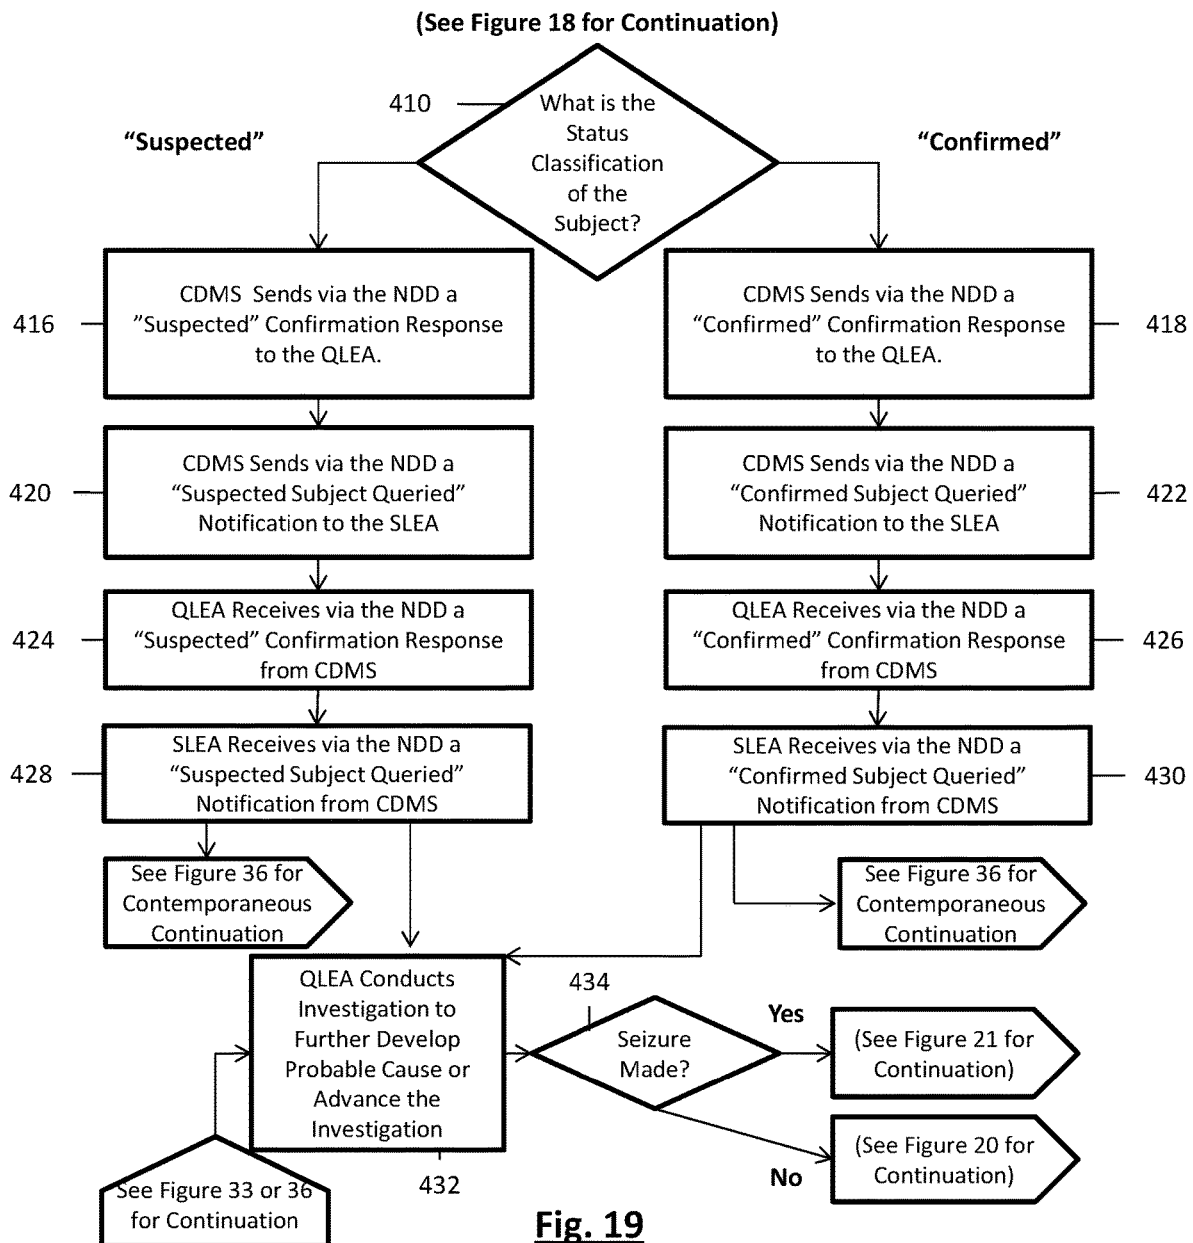 (See Figure 18 for Continuation)
410
What is the
Status
Classification
of the
Subject?
“Suspected”
“Confirmed”
CDMS Sends via the NDD a
”Suspected” Confirmation Response
to the QLEA.
416
CDMS Sends via the NDD a
“Confirmed” Confirmation Response
to the QLEA.
418
CDMS Sends via the NDD a
“Suspected Subject Queried”
Notification to the SLEA
420
CDMS Sends via the NDD a
“Confirmed Subject Queried”
Notification to the SLEA
422
QLEA Receives via the NDD a
“Suspected” Confirmation Response
from CDMS
424
QLEA Receives via the NDD a
“Confirmed” Confirmation Response
from CDMS
426
SLEA Receives via the NDD a
“Suspected Subject Queried”
Notification from CDMS
428
SLEA Receives via the NDD a
“Confirmed Subject Queried”
Notification from CDMS
430
See Figure 36 for
Contemporaneous
Continuation
See Figure 36 for
Contemporaneous
Continuation
QLEA Conducts
Investigation to
Further Develop
Probable Cause or
Advance the
Investigation
432
434
Seizure
Made?
Yes
(See Figure 21 for
Continuation)
No
(See Figure 20 for
Continuation)
See Figure 33 or 36
for Continuation
Fig. 19